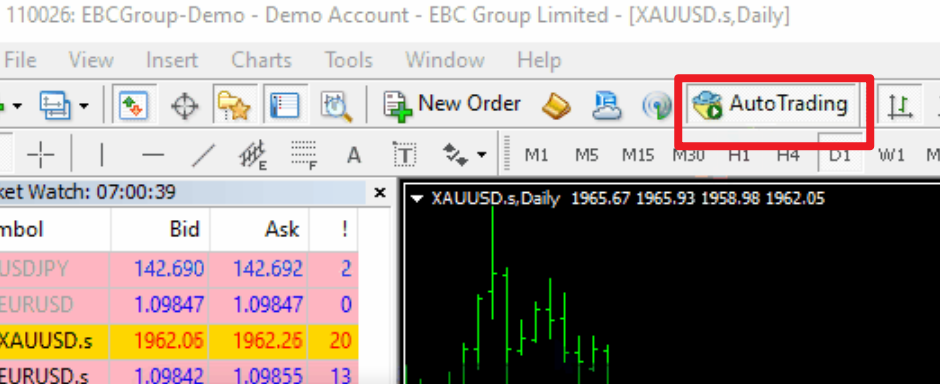 110026: EBCGroup-Demo - Demo Account - EBC Group Limited - [XAUUSD.s,Daily]
File View Insert Charts Tools Window Help
New Order AutoTrading
E F A T M1 M5 M15 M30 H1 H4 D1 W1 M
ket Watch: 07:00:39 ×
XAUUSD.s,Daily 1965.67 1965.93 1958.98 1962.05
mbol Bid Ask !
USDJPY 142.690 142.692 2
EURUSD 1.09847 1.09847 0
XAUUSD.s 1962.05 1962.25 20
EURUSD.s 1.09842 1.09855 13